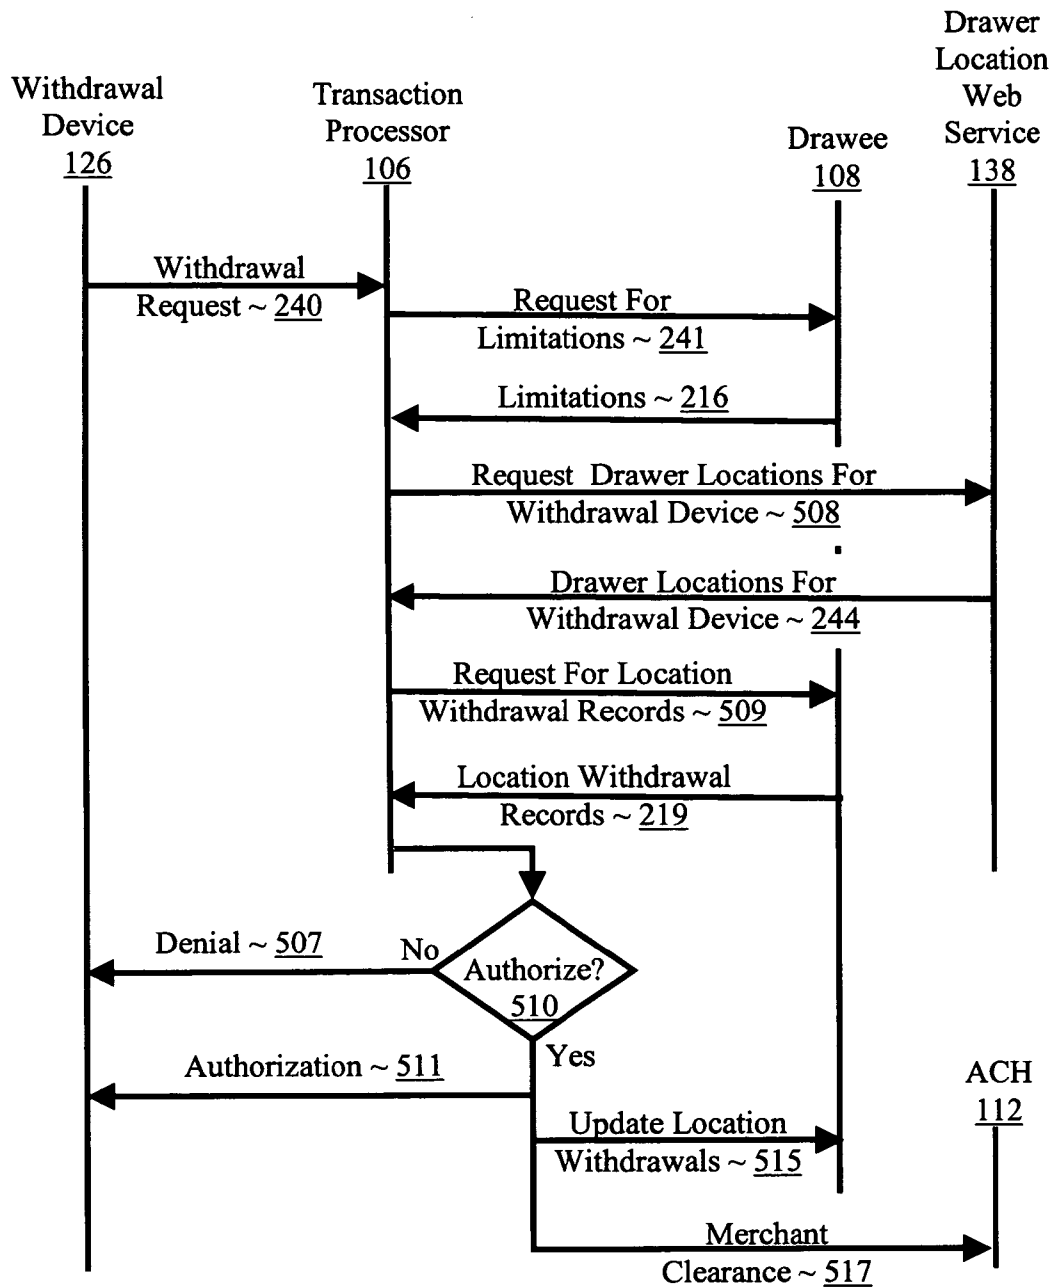 Drawer
Location
Web
Service
138
Withdrawal
Device
126
Transaction
Processor
106
Drawee
108
Withdrawal
Request ~ 240
Request For
Limitations ~ 241
Limitations ~ 216
Request Drawer Locations For
Withdrawal Device ~ 508
Drawer Locations For
Withdrawal Device ~ 244
Request For Location
Withdrawal Records ~ 509
Location Withdrawal
Records ~ 219
Denial ~ 507
No
Authorize?
510
Yes
Authorization ~ 511
ACH
112
Update Location
Withdrawals ~ 515
Merchant
Clearance ~ 517